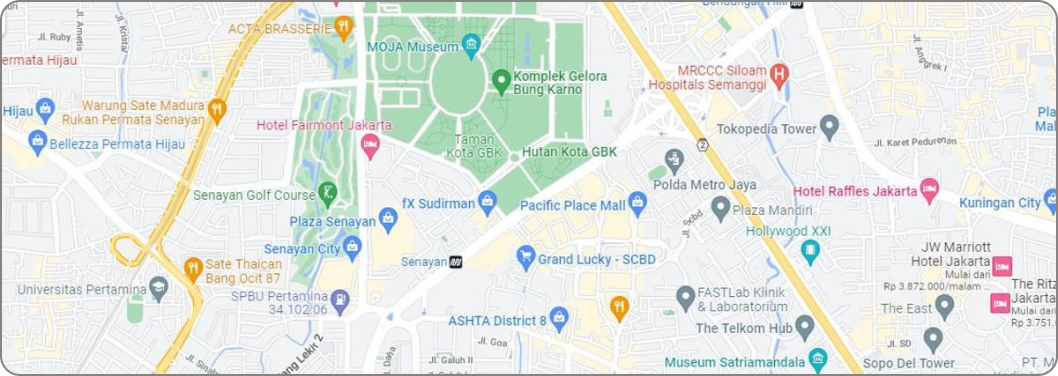 Bendungan Hili
ACTA BRASSERIE
Jl. Ametis
Jl. Kristal
Jl. Ruby
MOJA Museum
Jl. Anggrek I
ermata Hijau
Komplek Gelora
Bung Karno
MRCCC Siloam
Hospitals Semanggi
Hijau
Warung Sate Madura
Rukan Permata Senayan
Hotel Fairmont Jakarta
Tokopedia Tower
Bellezza Permata Hijau
Taman
Kota GBK
Hutan Kota GBK
2
Jl. Karet Pedurenan
Polda Metro Jaya
Senayan Golf Course
Hotel Raffles Jakarta
fX Sudirman
Pacific Place Mall
Plaza Mandiri
Kuningan City
Plaza Senayan
Jl. Scbd
Hollywood XXI
Senayan City
Senayan
Grand Lucky - SCBD
JW Marriott
Hotel Jakarta
Mulai dari
Rp 3.872.000/malam
Sate Thaican
Bang Ocit 87
Universitas Pertamina
SPBU Pertamina
34.102 06
FASTLab Klinik
& Laboratorium
The East
The Ritz
Jakarta
Mulai dari
Rp 3.751
ASHTA District 8
The Telkom Hub
Jl. Goa
Jl. SD
Jl. Daha
Jl. Galuh II
ang Lekir 2
Museum Satriamandala
Sopo Del Tower
PT. M